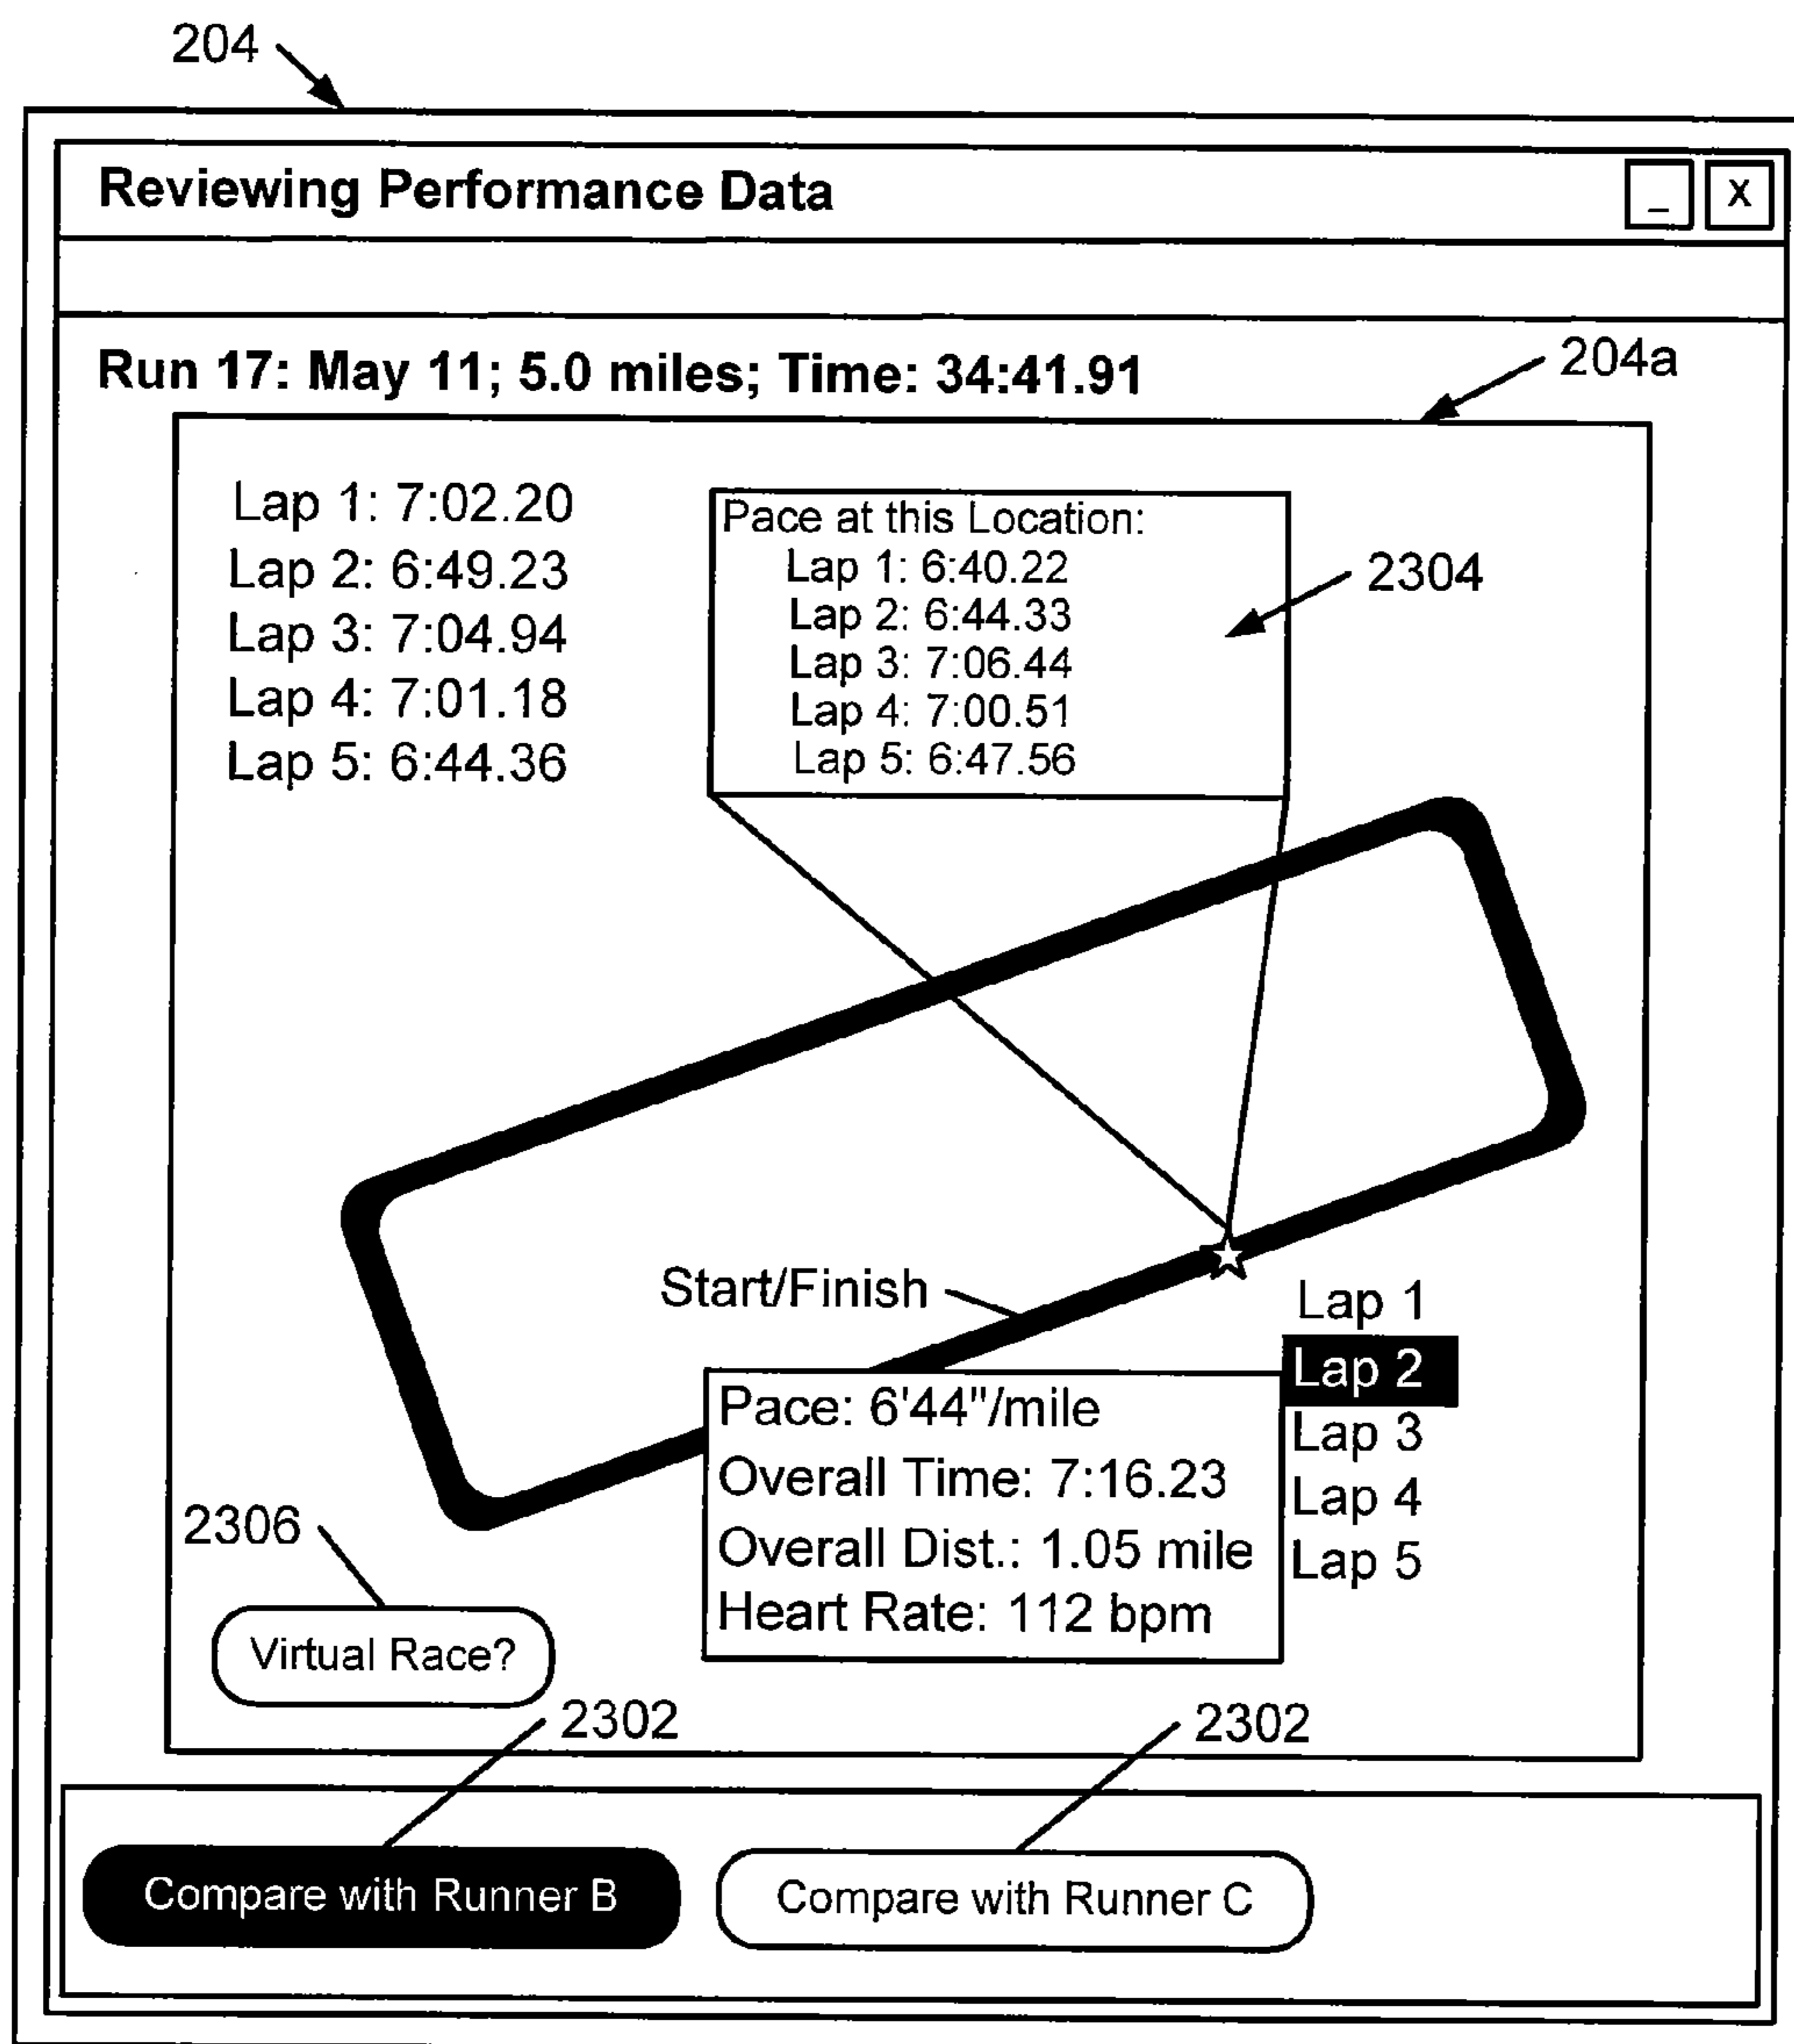 204
Reviewing Performance Data
_ X
Run 17: May 11; 5.0 miles; Time: 34:41.91
204a
Lap 1: 7:02.20
Lap 2: 6:49.23
Lap 3: 7:04.94
Lap 4: 7:01.18
Lap 5: 6:44.36
Pace at this Location:
Lap 1: 6:40.22
Lap 2: 6:44.33
Lap 3: 7:06.44
Lap 4: 7:00.51
Lap 5: 6:47.56
2304
Start/Finish
Lap 1
Lap 2
Lap 3
Lap 4
Lap 5
Pace: 6'44"/mile
Overall Time: 7:16.23
Overall Dist.: 1.05 mile
Heart Rate: 112 bpm
2306
Virtual Race?
2302
2302
Compare with Runner B
Compare with Runner C